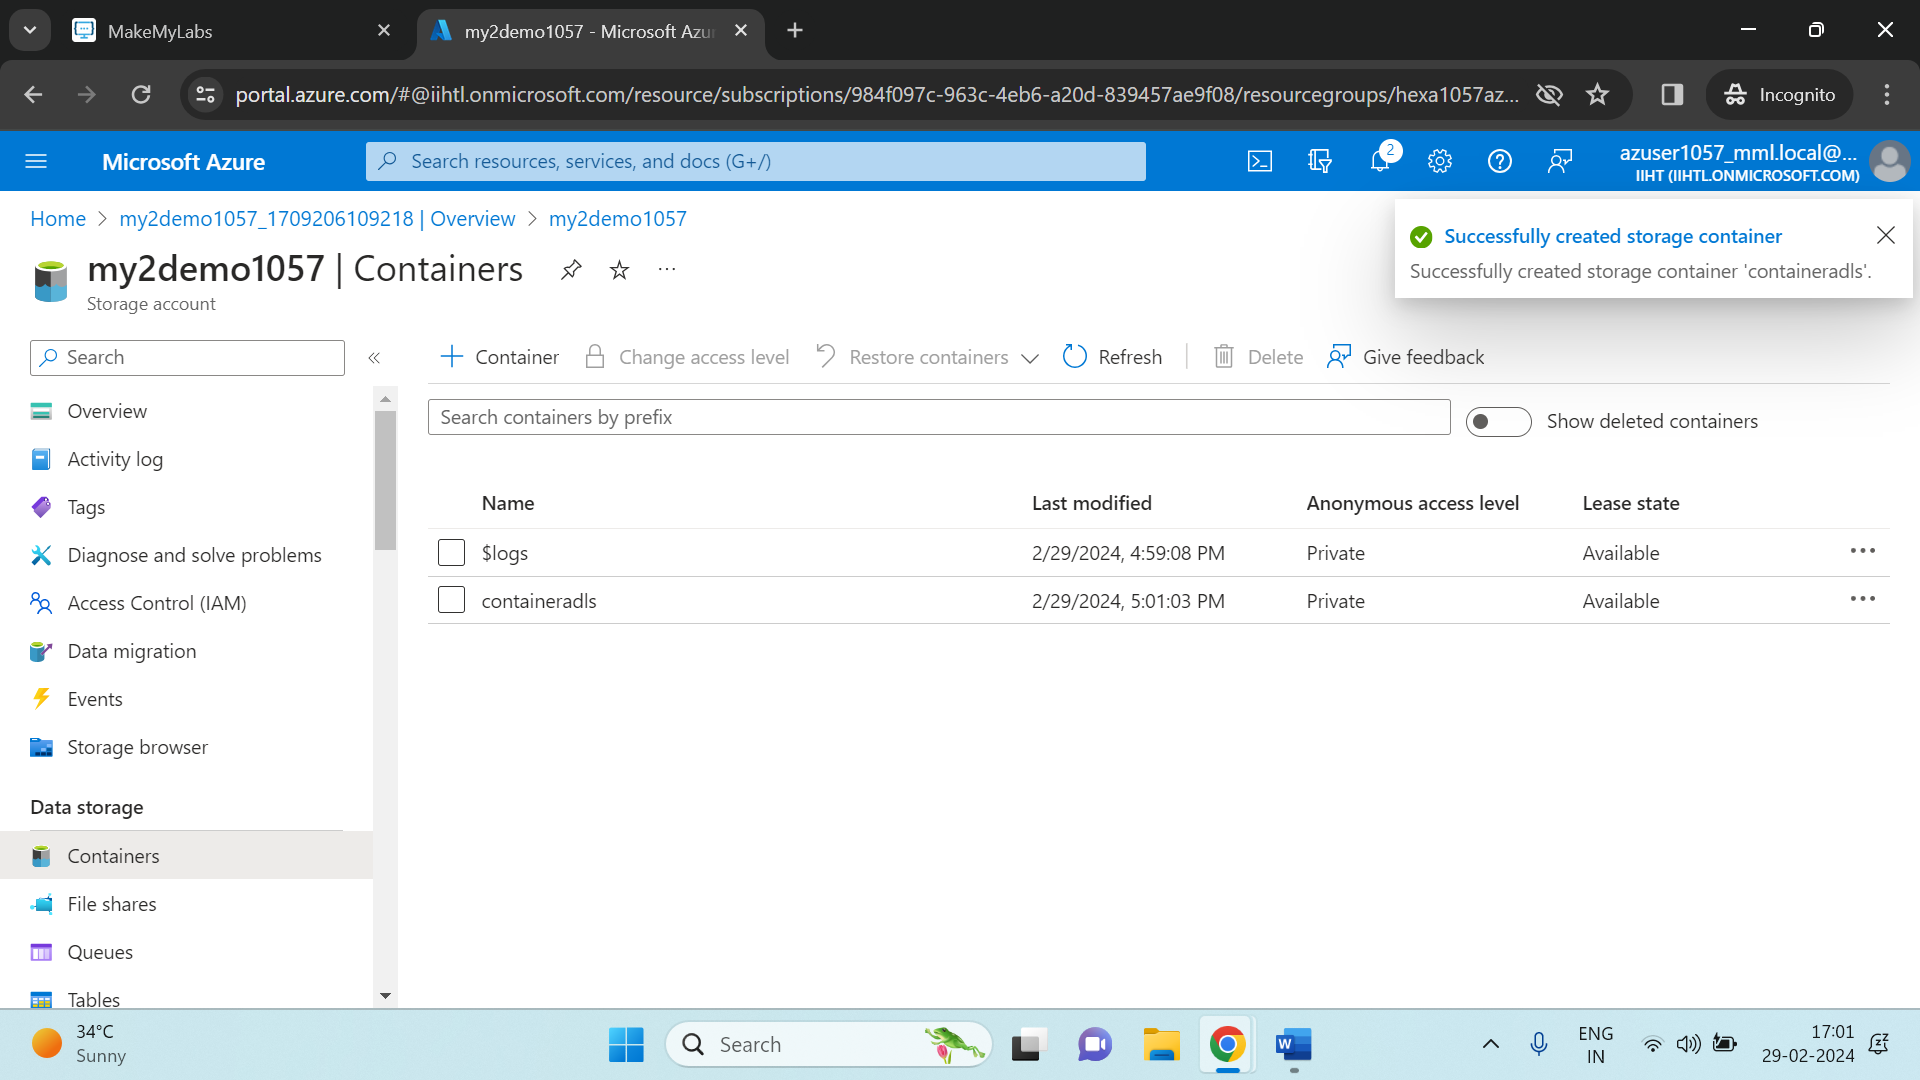 MakeMyLabs
my2demo1057 - Microsoft Azu
portal.azure.com/#@iihtl.onmicrosoft.com/resource/subscriptions/984f097c-963c-4eb6-a20d-839457ae9f08/resourcegroups/hexa1057az...
Incognito
Microsoft Azure
Search resources, services, and docs (G+/)
2
azuser1057_mml.local@...
IIHT (IIHTL.ONMICROSOFT.COM)
Home > my2demo1057_1709206109218 | Overview > my2demo1057
Successfully created storage container
Successfully created storage container 'containeradls'.
my2demo1057 | Containers
Storage account
Search
Container
Change access level
Restore containers
Refresh
Delete
Give feedback
Search containers by prefix
Show deleted containers
Overview
Activity log
Tags
Diagnose and solve problems
Access Control (IAM)
Data migration
Events
Storage browser
Data storage
Containers
File shares
Queues
Tables
Name Last modified Anonymous access level Lease state
$logs 2/29/2024, 4:59:08 PM Private Available
containeradls 2/29/2024, 5:01:03 PM Private Available
34°C
Sunny
Search
W
ENG
IN
17:01
29-02-2024